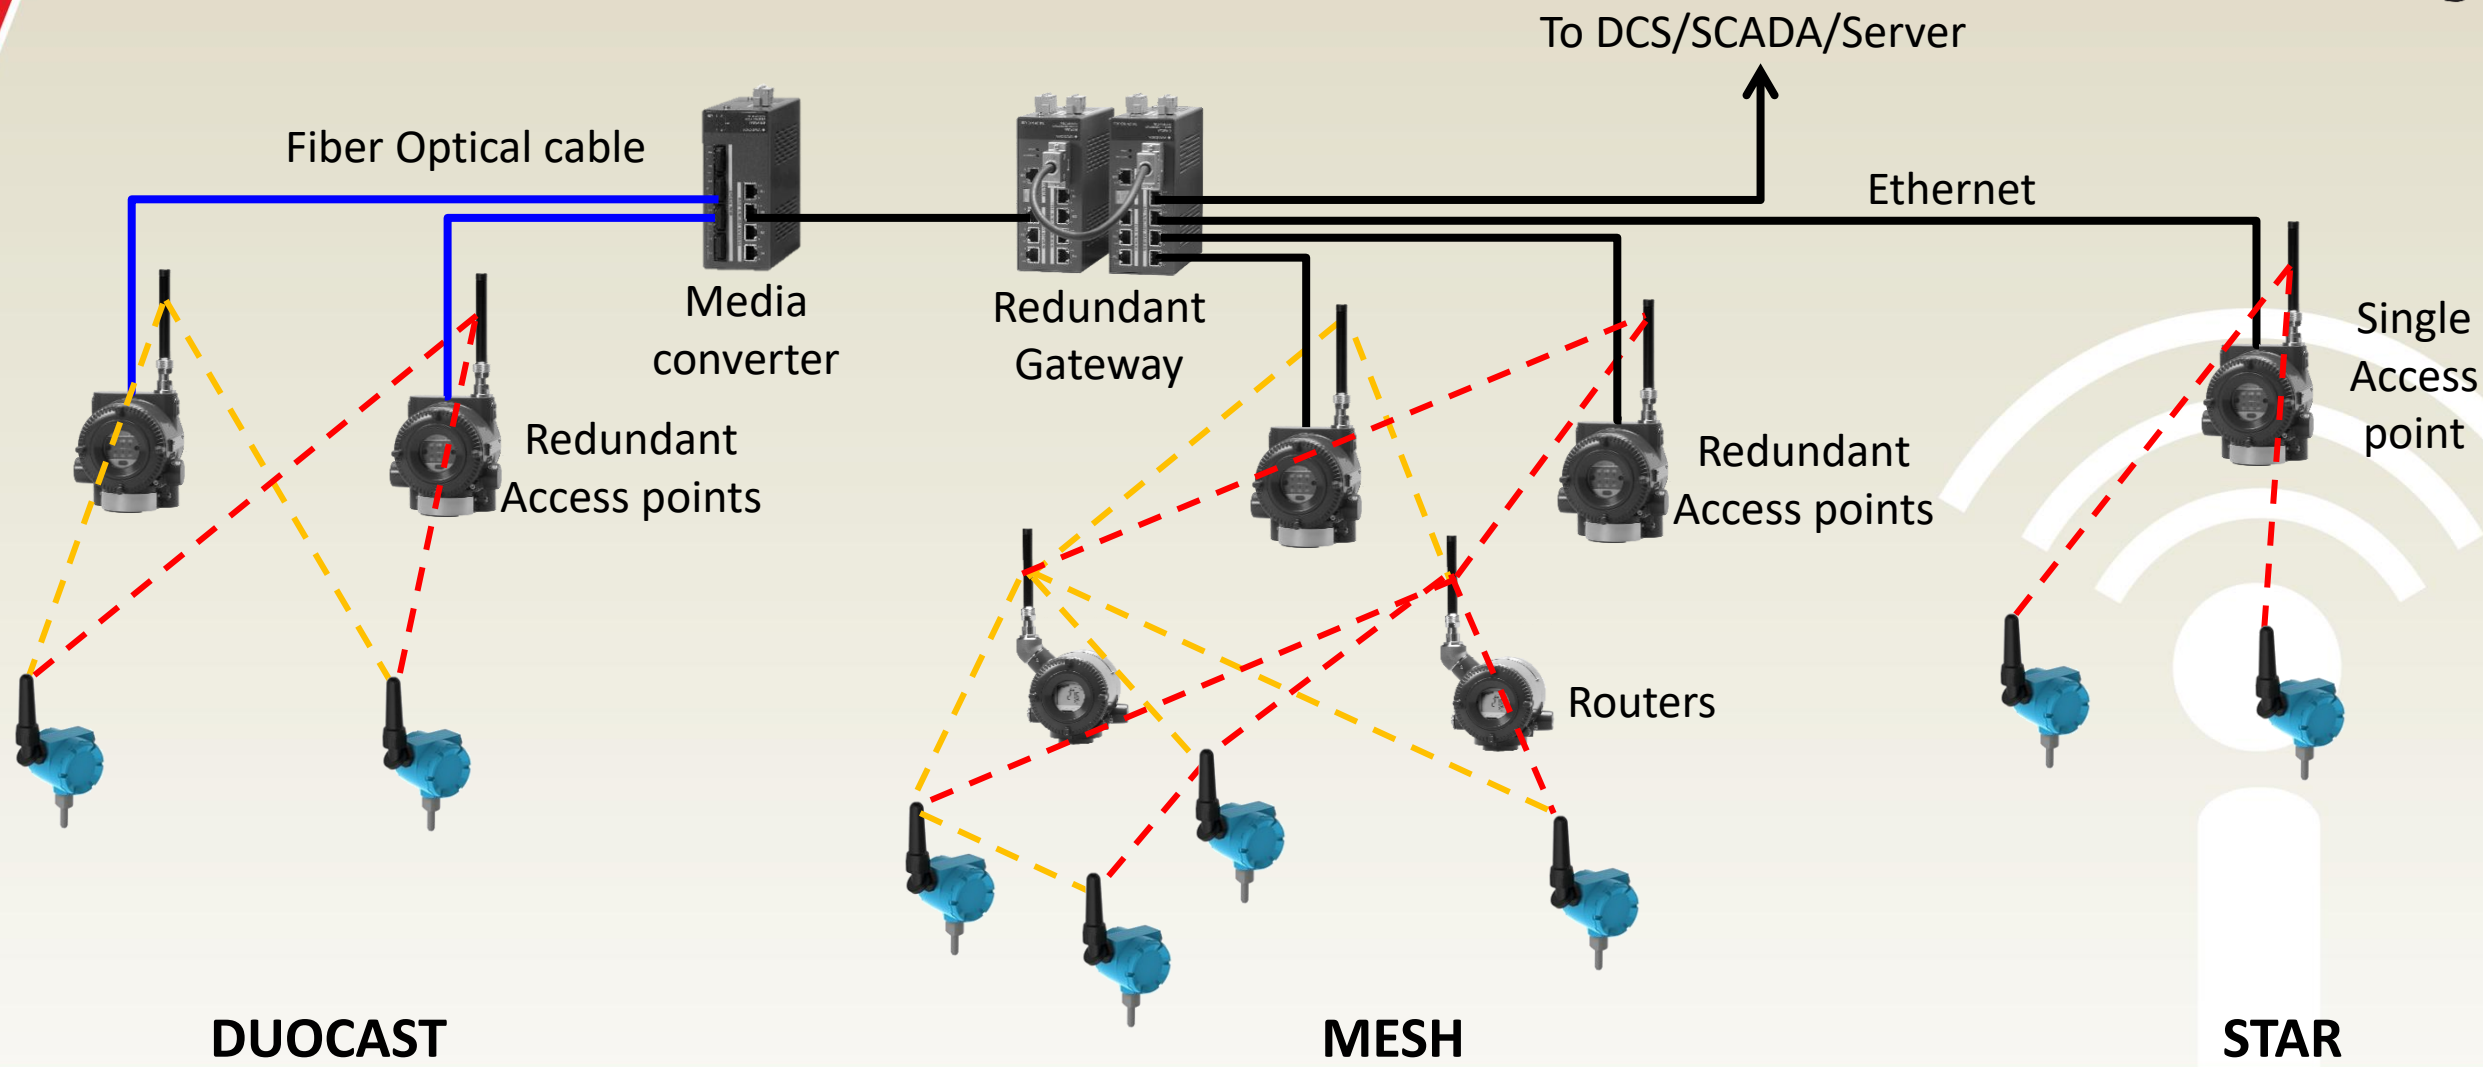 To DCS/SCADA/Server
Fiber Optical cable
Ethernet
Media
converter
Redundant
Gateway
Single
Access
point
Redundant
Access points
Redundant
Access points
Routers
DUOCAST
MESH
STAR